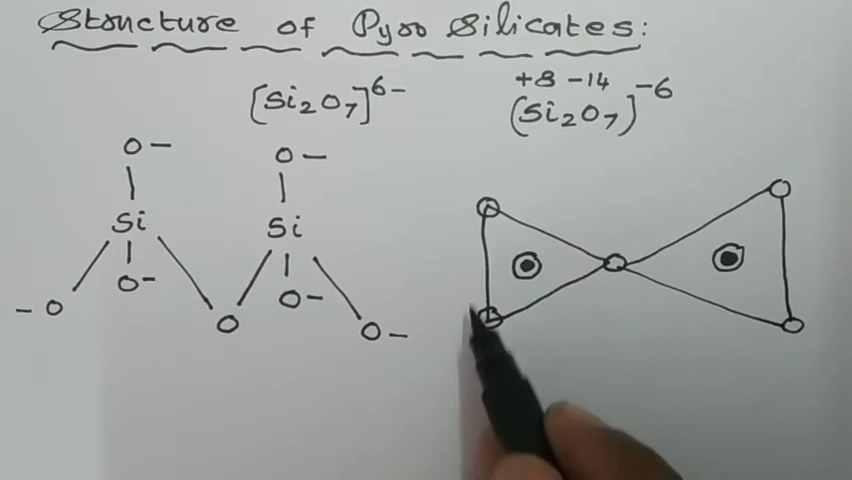 Structure of Pyro Silicates:
[Si₂O₇]⁶⁻
+8 -14
(Si₂O₇)⁻⁶
O- O-
Si Si
O- O-
-O O O-